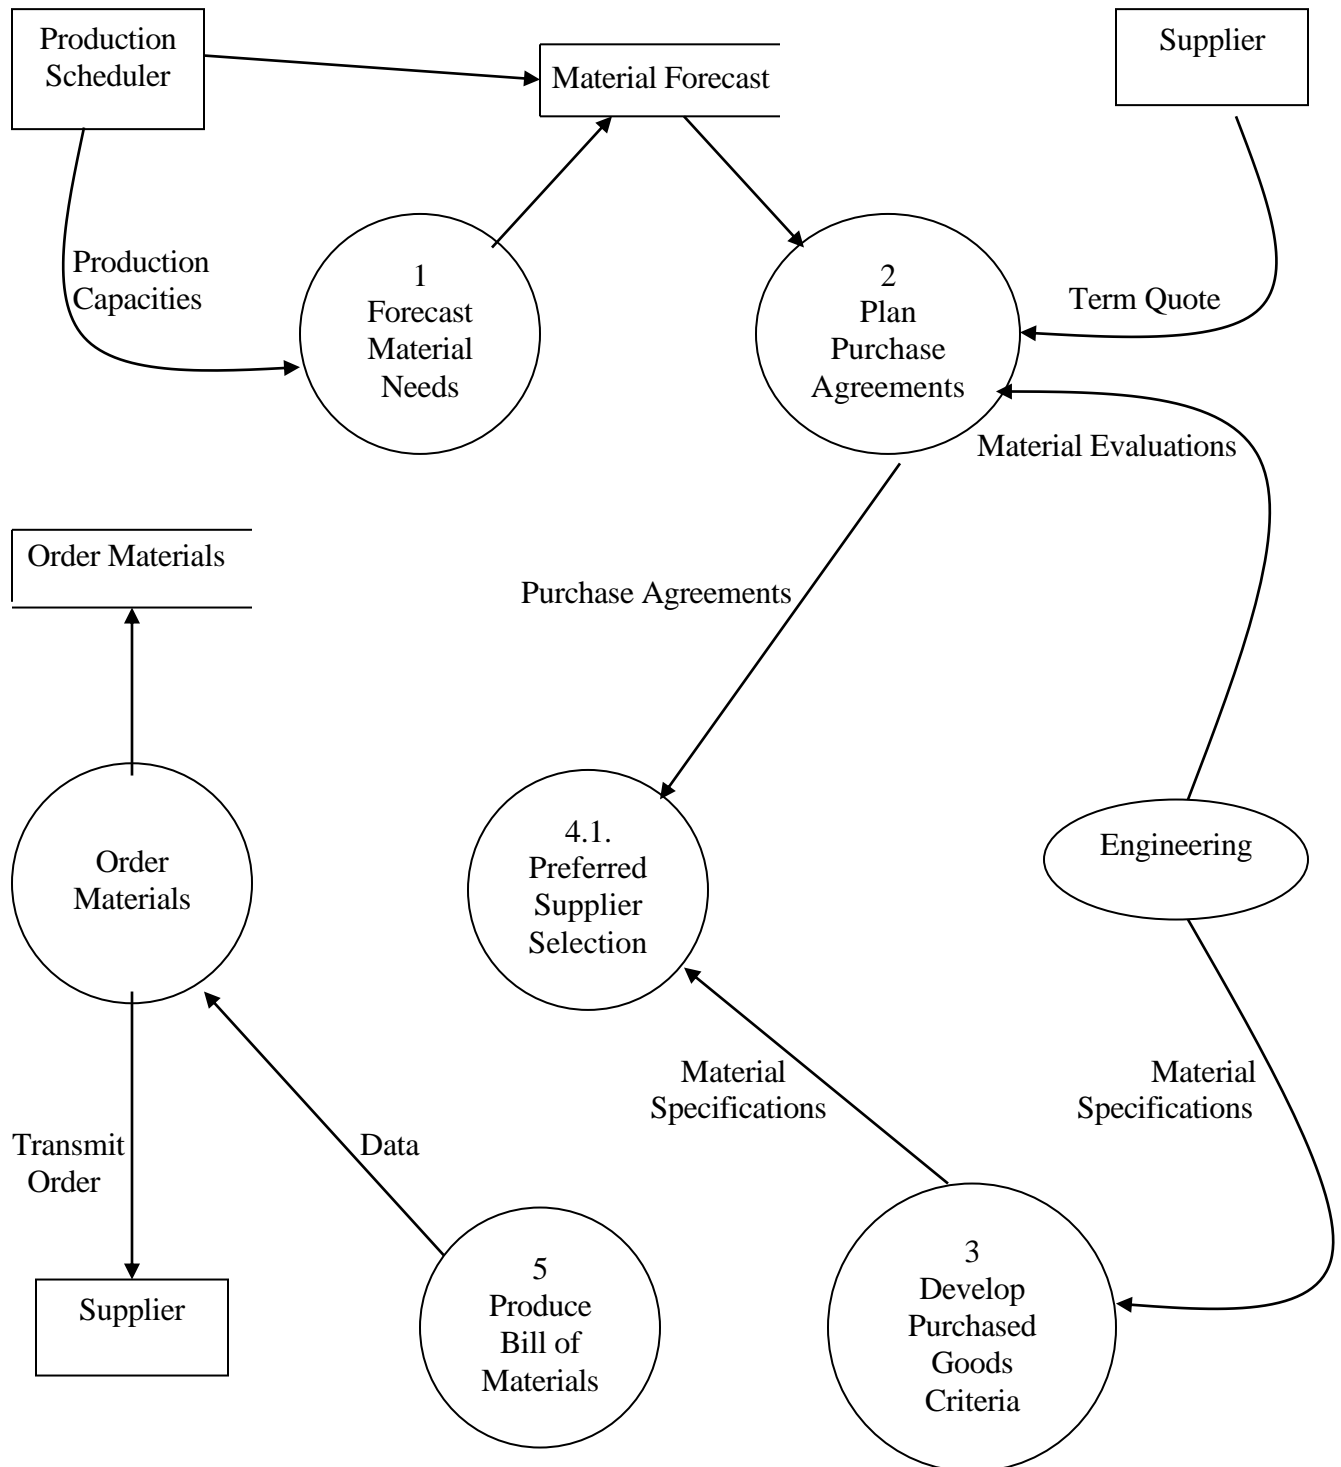 Production
Scheduler
Material Forecast
Supplier
Production
Capacities
1
Forecast
Material
Needs
2
Plan
Purchase
Agreements
Term Quote
Material Evaluations
Order Materials
Purchase Agreements
Order
Materials
4.1.
Preferred
Supplier
Selection
Engineering
Material
Specifications
Material
Specifications
Transmit
Order
Data
Supplier
5
Produce
Bill of
Materials
3
Develop
Purchased
Goods
Criteria